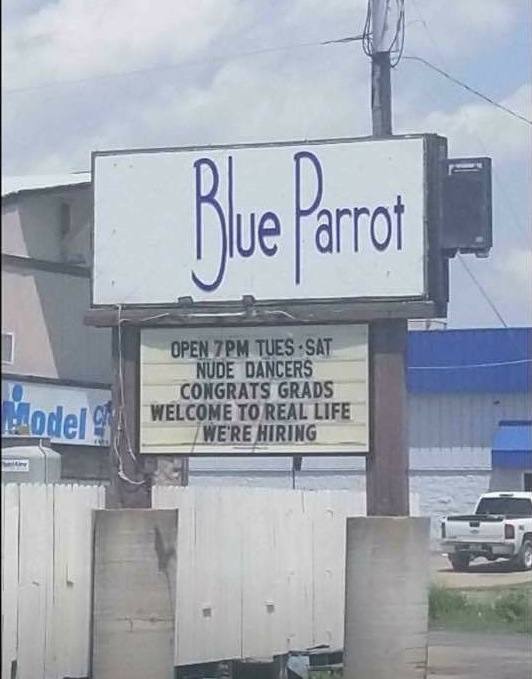 Blue Parrot
OPEN 7PM TUES-SAT
NUDE DANCERS
CONGRATS GRADS
WELCOME TO REAL LIFE
WE'RE HIRING
Model